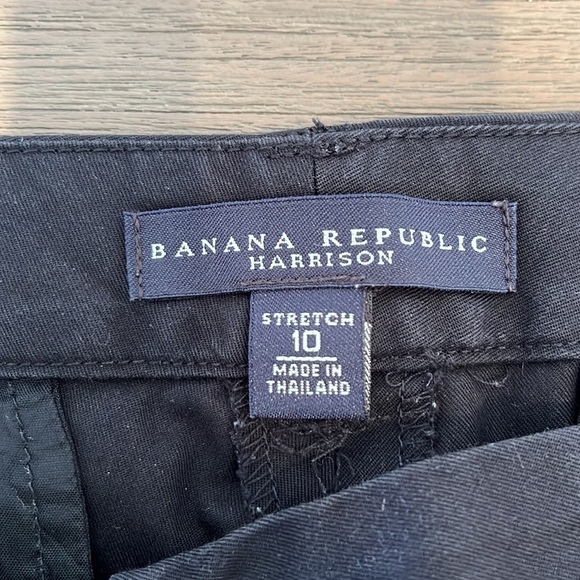 BANANA REPUBLIC
HARRISON
STRETCH
10
MADE IN
THAILAND